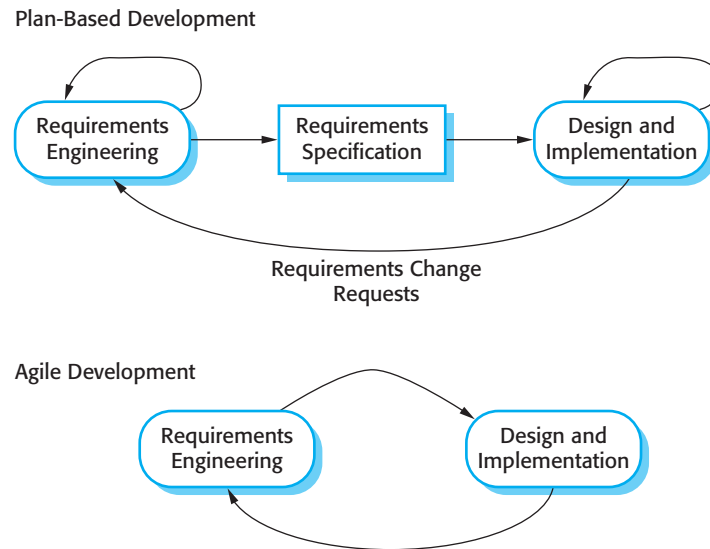 Plan-Based Development
Requirements
Engineering
Requirements
Specification
Design and
Implementation
Requirements Change
Requests
Agile Development
Requirements
Engineering
Design and
Implementation